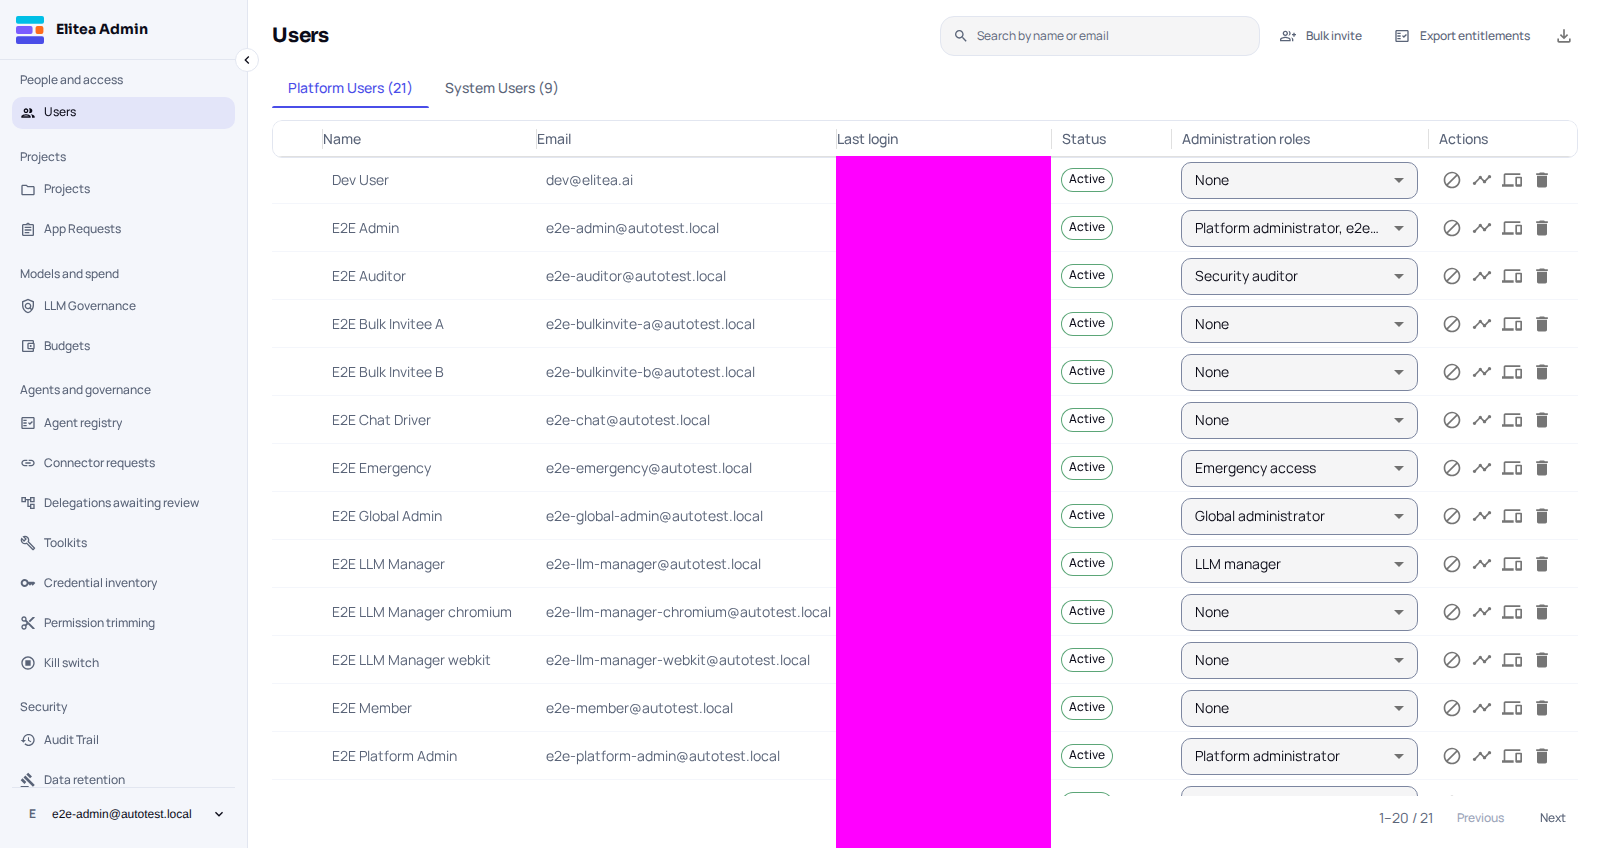 Elitea Admin
People and access
Users
Projects
Projects
App Requests
Models and spend
LLM Governance
Budgets
Agents and governance
Agent registry
Connector requests
Delegations awaiting review
Toolkits
Credential inventory
Permission trimming
Kill switch
Security
Audit Trail
Data retention
E e2e-admin@autotest.local
Users
Search by name or email
Bulk invite
Export entitlements
Platform Users (21) System Users (9)
Name Email Last login Status Administration roles Actions
Dev User dev@elitea.ai Active None
E2E Admin e2e-admin@autotest.local Active Platform administrator, e2e…
E2E Auditor e2e-auditor@autotest.local Active Security auditor
E2E Bulk Invitee A e2e-bulkinvite-a@autotest.local Active None
E2E Bulk Invitee B e2e-bulkinvite-b@autotest.local Active None
E2E Chat Driver e2e-chat@autotest.local Active None
E2E Emergency e2e-emergency@autotest.local Active Emergency access
E2E Global Admin e2e-global-admin@autotest.local Active Global administrator
E2E LLM Manager e2e-llm-manager@autotest.local Active LLM manager
E2E LLM Manager chromium e2e-llm-manager-chromium@autotest.local Active None
E2E LLM Manager webkit e2e-llm-manager-webkit@autotest.local Active None
E2E Member e2e-member@autotest.local Active None
E2E Platform Admin e2e-platform-admin@autotest.local Active Platform administrator
1–20 / 21 Previous Next